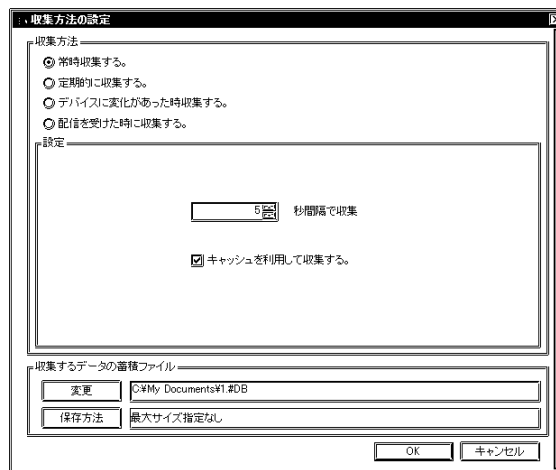 収集方法の設定
収集方法
常時収集する。
定期的に収集する。
デバイスに変化があった時収集する。
配信を受けた時に収集する。
設定
5 秒間隔で収集
キャッシュを利用して収集する。
収集するデータの蓄積ファイル
変更 C:¥My Documents¥1.#DB
保存方法 最大サイズ指定なし
OK キャンセル